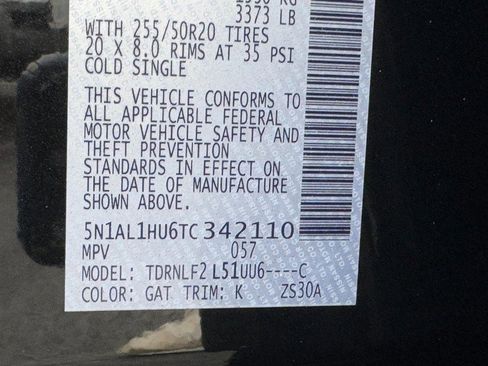 3373 LB
WITH 255/50R20 TIRES
20 X 8.0 RIMS AT 35 PSI
COLD SINGLE
THIS VEHICLE CONFORMS TO
ALL APPLICABLE FEDERAL
MOTOR VEHICLE SAFETY AND
THEFT PREVENTION
STANDARDS IN EFFECT ON
THE DATE OF MANUFACTURE
SHOWN ABOVE.
5N1AL1HU6TC342110
MPV 057
MODEL: TDRNLF2 L51UU6----C
COLOR: GAT TRIM: K ZS30A